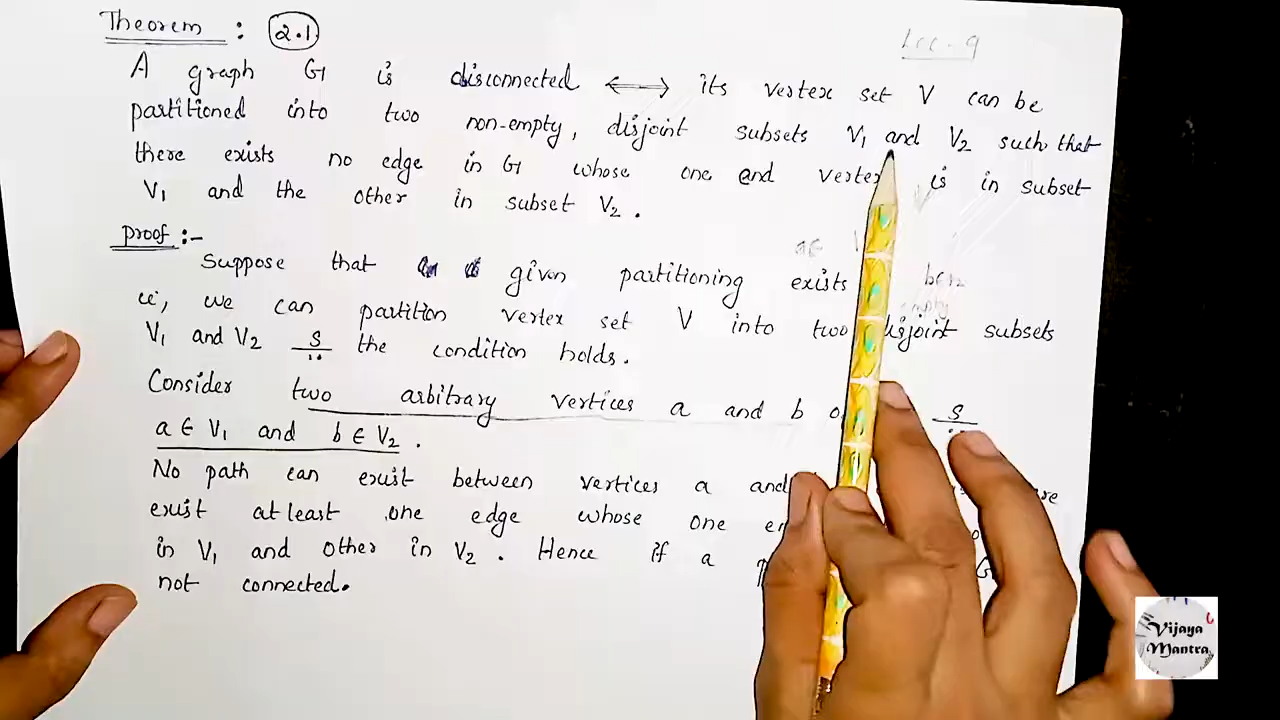 Theorem : 2.1
Lec - 9
A graph G is disconnected ⟷ its vertex set V can be
partitioned into two non-empty, disjoint subsets V1 and V2 such that
there exists no edge in G whose one end vertex is in subset
V1 and the other in subset V2 .
proof :-
a∈ V
Suppose that given partitioning exists
b∈V2
empty
ie, we can partition vertex set V into two disjoint subsets
V1 and V2 S the condition holds.
Consider two arbitrary vertices a and b S
a ∈ V1 and b ∈ V2 .
No path can exist between vertices a and
exist atleast one edge whose one
in V1 and other in V2 . Hence if a
not connected.
Vijaya
Mantra